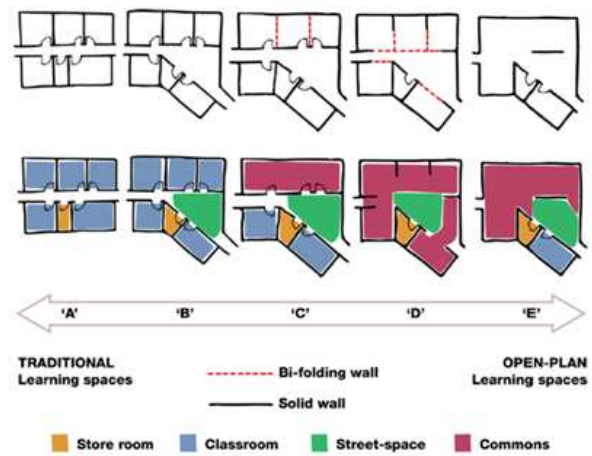 ‘A’ ‘B’ ‘C’ ‘D’ ‘E’
TRADITIONAL
Learning spaces
Bi-folding wall
Solid wall
OPEN-PLAN
Learning spaces
Store room Classroom Street-space Commons